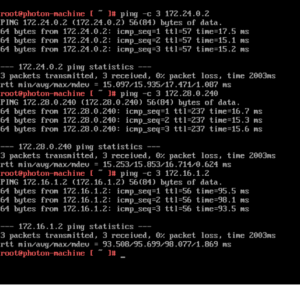 root@photon-machine [ ~ ]# ping -c 3 172.24.0.2
PING 172.24.0.2 (172.24.0.2) 56(84) bytes of data.
64 bytes from 172.24.0.2: icmp_seq=1 ttl=57 time=17.5 ms
64 bytes from 172.24.0.2: icmp_seq=2 ttl=57 time=15.1 ms
64 bytes from 172.24.0.2: icmp_seq=3 ttl=57 time=15.2 ms
--- 172.24.0.2 ping statistics ---
3 packets transmitted, 3 received, 0% packet loss, time 2003ms
rtt min/avg/max/mdev = 15.097/15.935/17.471/1.087 ms
root@photon-machine [ ~ ]# ping -c 3 172.28.0.240
PING 172.28.0.240 (172.28.0.240) 56(84) bytes of data.
64 bytes from 172.28.0.240: icmp_seq=1 ttl=237 time=16.7 ms
64 bytes from 172.28.0.240: icmp_seq=2 ttl=237 time=15.3 ms
64 bytes from 172.28.0.240: icmp_seq=3 ttl=237 time=15.6 ms
--- 172.28.0.240 ping statistics ---
3 packets transmitted, 3 received, 0% packet loss, time 2003ms
rtt min/avg/max/mdev = 15.253/15.853/16.714/0.624 ms
root@photon-machine [ ~ ]# ping -c 3 172.16.1.2
PING 172.16.1.2 (172.16.1.2) 56(84) bytes of data.
64 bytes from 172.16.1.2: icmp_seq=1 ttl=56 time=95.5 ms
64 bytes from 172.16.1.2: icmp_seq=2 ttl=56 time=98.1 ms
64 bytes from 172.16.1.2: icmp_seq=3 ttl=56 time=93.5 ms
--- 172.16.1.2 ping statistics ---
3 packets transmitted, 3 received, 0% packet loss, time 2003ms
rtt min/avg/max/mdev = 93.508/95.699/98.077/1.869 ms
root@photon-machine [ ~ ]# _